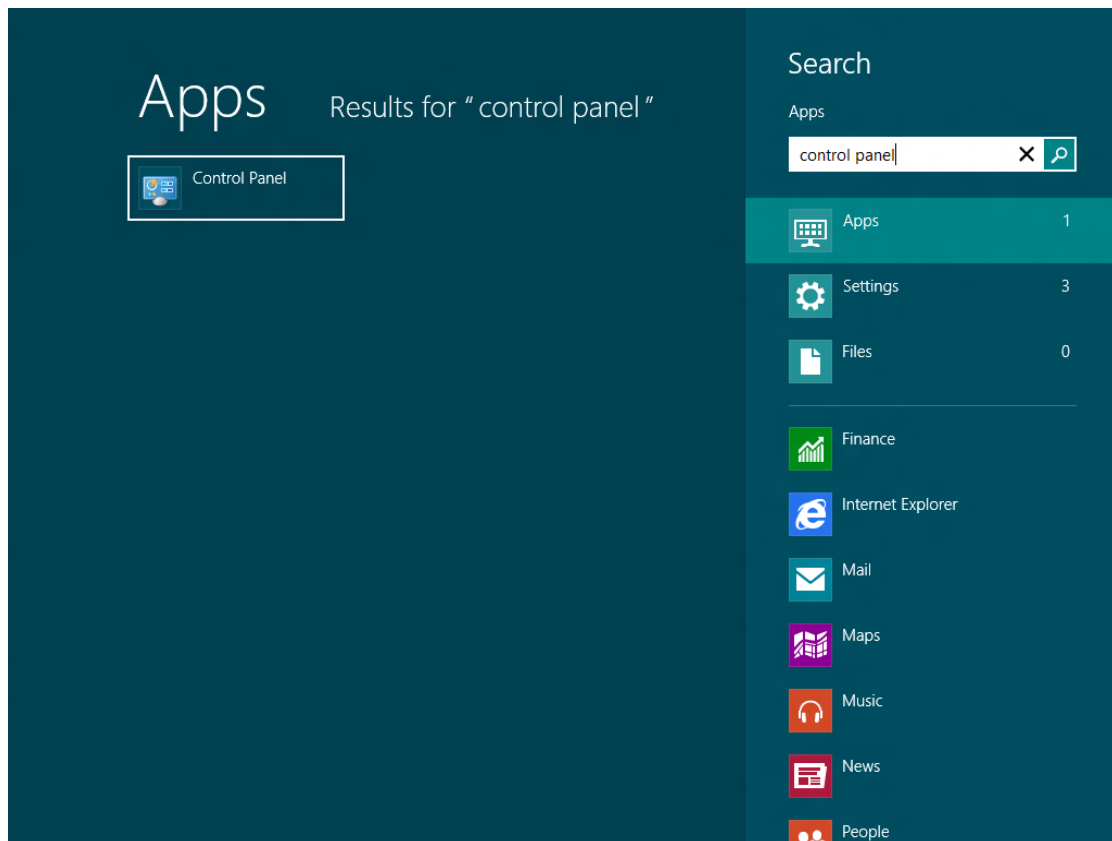 Apps
Results for “ control panel ”
Control Panel
Search
Apps
control panel
Apps 1
Settings 3
Files 0
Finance
Internet Explorer
Mail
Maps
Music
News
People